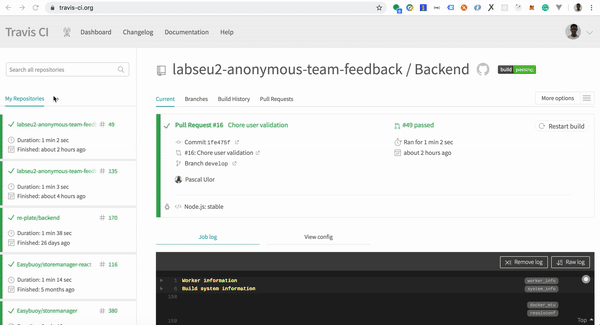 travis-ci.org
Travis CI
Dashboard
Changelog
Documentation
Help
Search all repositories
My Repositories
labseu2-anonymous-team-feed # 49
Duration: 1 min 2 sec
Finished: about 2 hours ago
labseu2-anonymous-team-feed # 135
Duration: 1 min 3 sec
Finished: about 4 hours ago
re-plate/backend # 170
Duration: 1 min 38 sec
Finished: 26 days ago
Easybuoy/storemanager-react # 116
Duration: 1 min 14 sec
Finished: 5 months ago
Easybuoy/storemanager # 380
labseu2-anonymous-team-feedback / Backend
build passing
Current
Branches
Build History
Pull Requests
More options
Pull Request #16 Chore user validation
Commit 1fe475f
#16: Chore user validation
Branch develop
Pascal Ulor
Node.js: stable
#49 passed
Ran for 1 min 2 sec
about 2 hours ago
Restart build
Job log
View config
Remove log
Raw log
1 Worker information
6 Build system information
worker_info
system_info
158
docker_mtu
resolvconf
159
Top